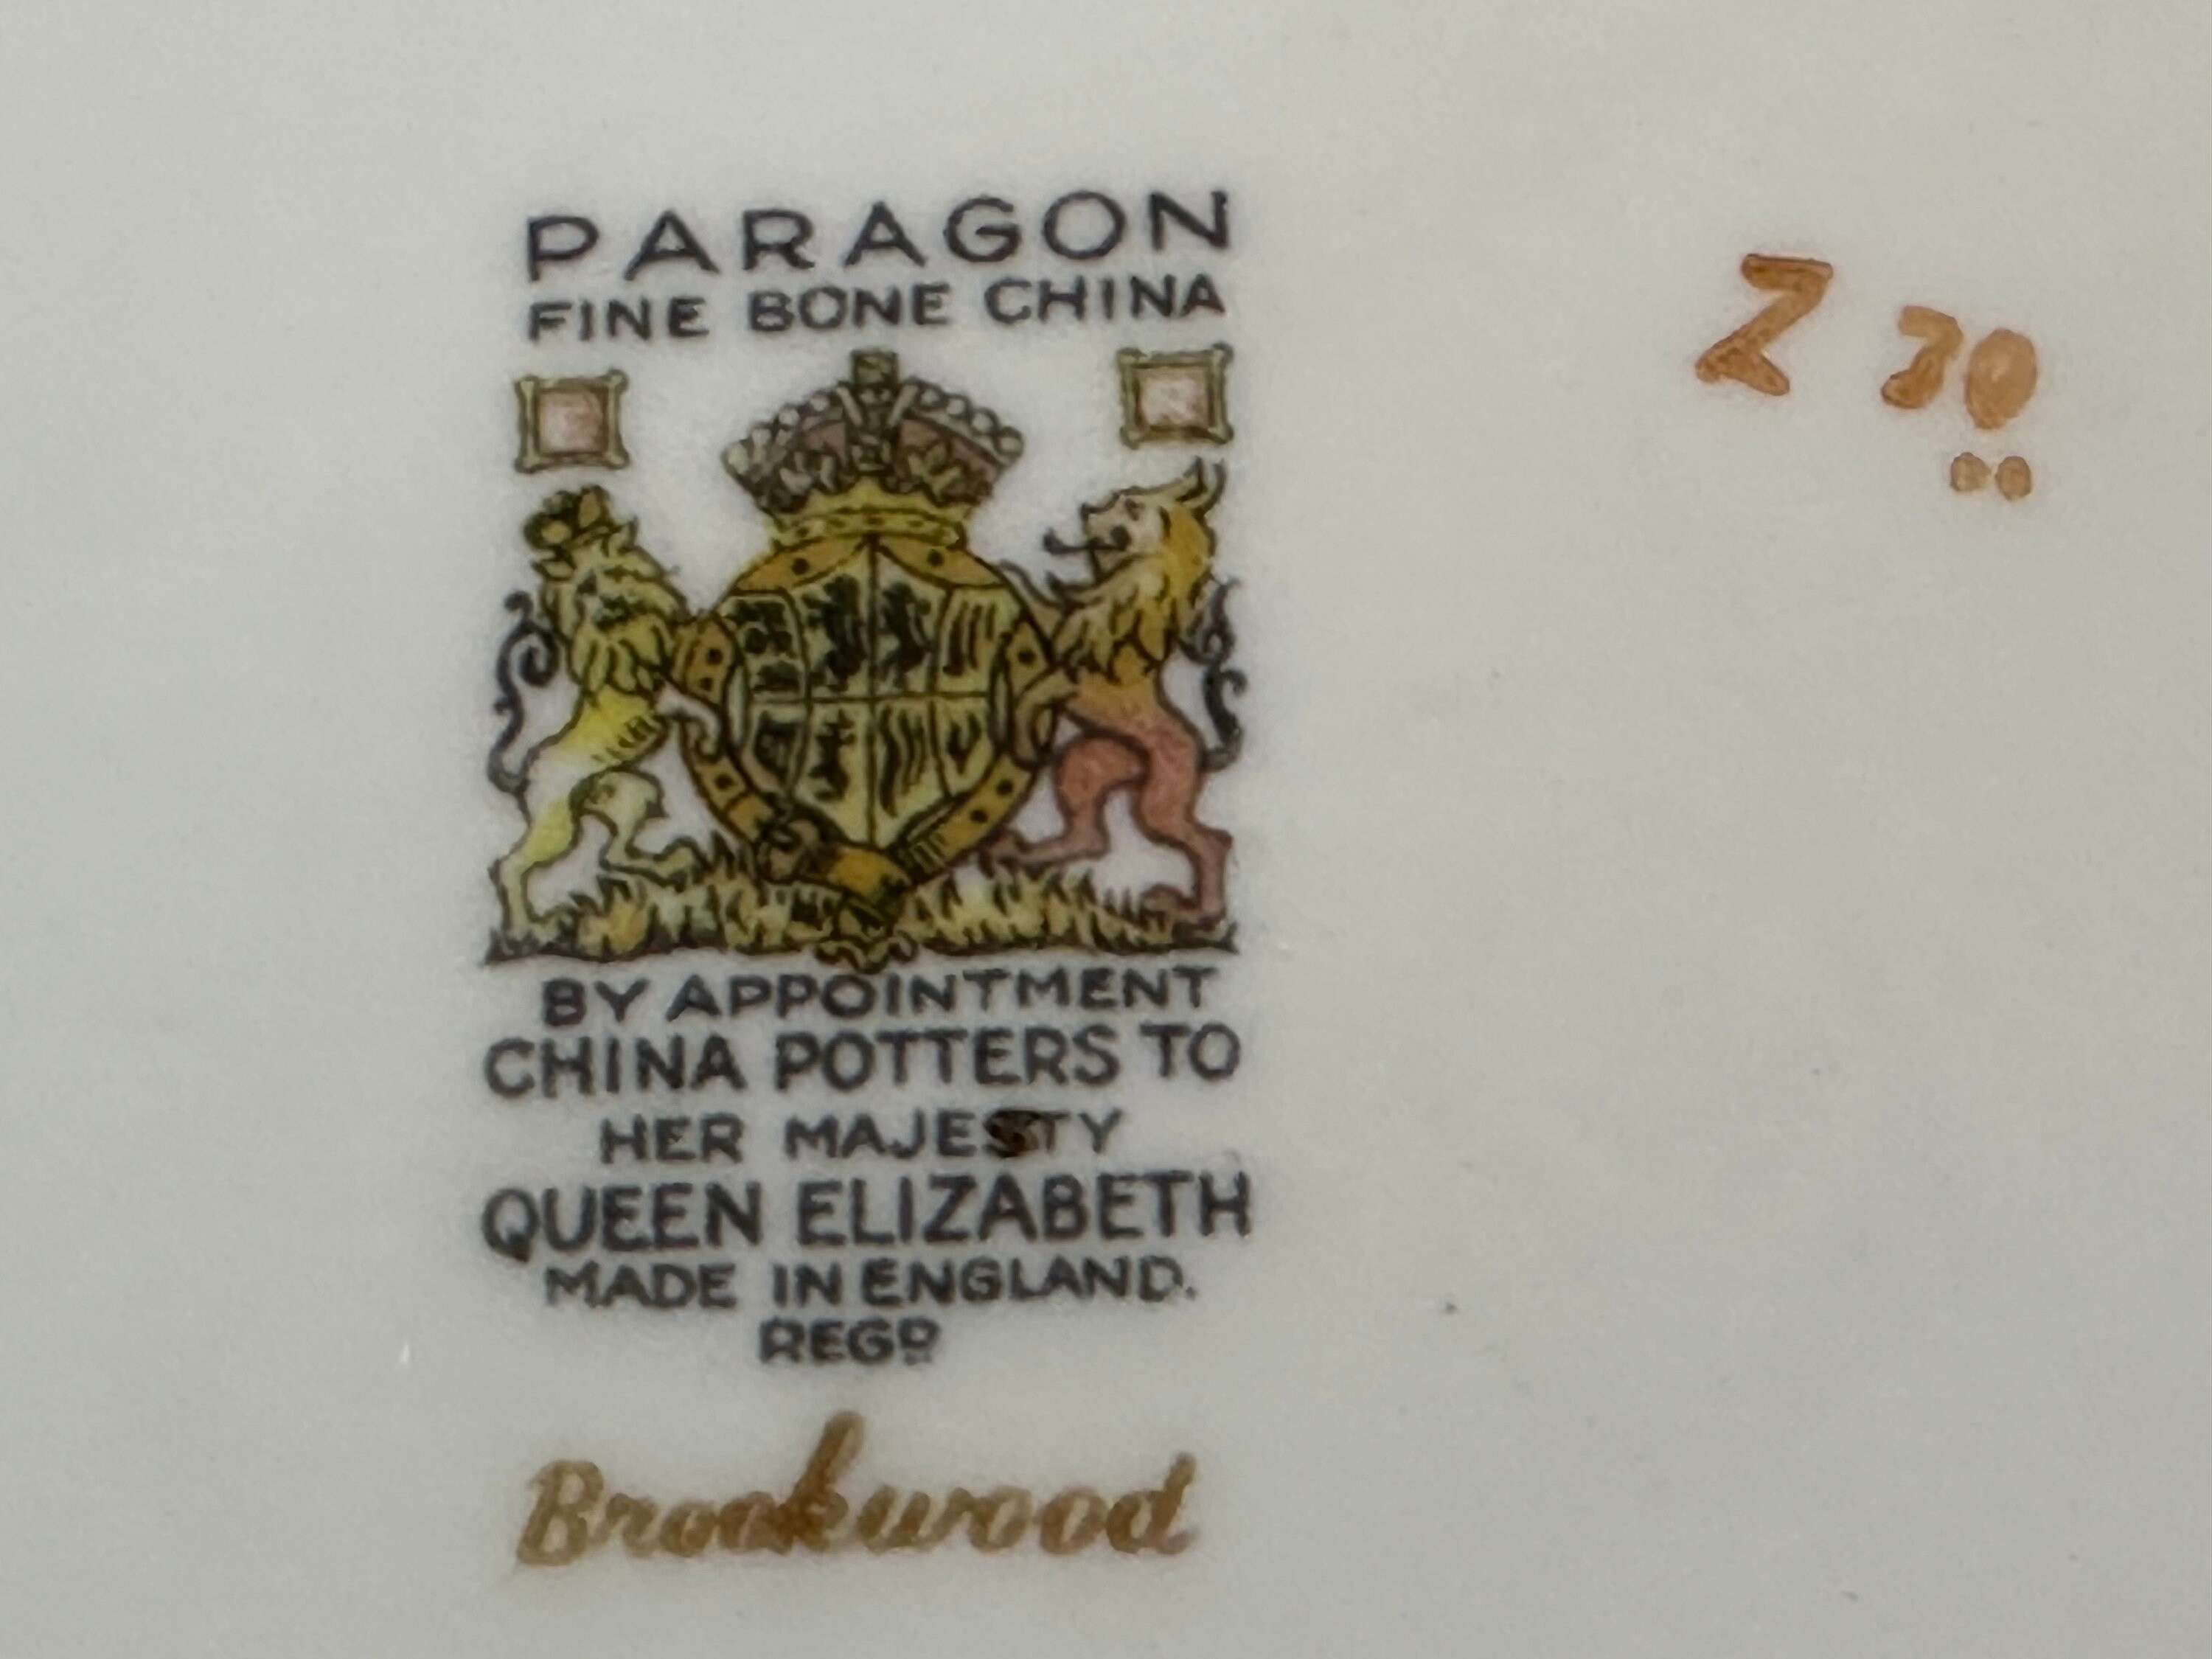 PARAGON
FINE BONE CHINA
BY APPOINTMENT
CHINA POTTERS TO
HER MAJESTY
QUEEN ELIZABETH
MADE IN ENGLAND.
REGD
Brookwood
Z 30